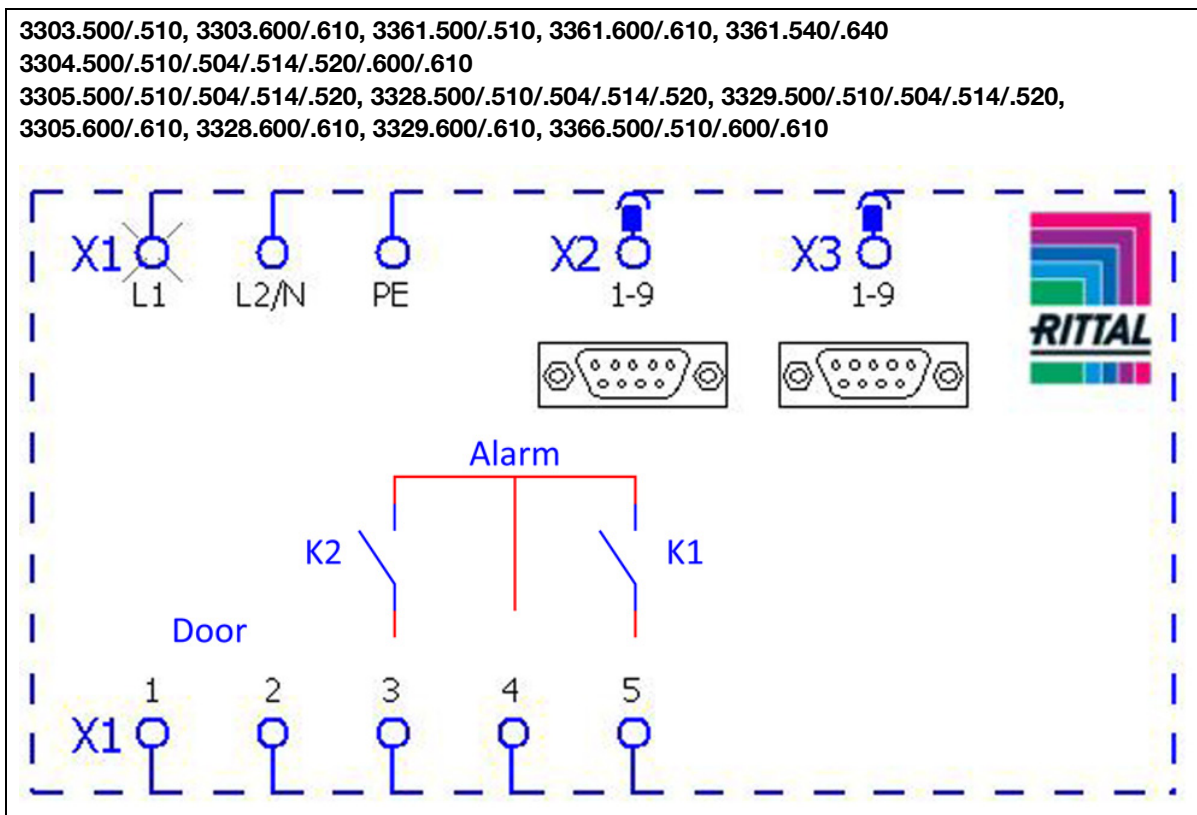 3303.500/.510, 3303.600/.610, 3361.500/.510, 3361.600/.610, 3361.540/.640
3304.500/.510/.504/.514/.520/.600/.610
3305.500/.510/.504/.514/.520, 3328.500/.510/.504/.514/.520, 3329.500/.510/.504/.514/.520,
3305.600/.610, 3328.600/.610, 3329.600/.610, 3366.500/.510/.600/.610
X1 X2 X3
L1 L2/N PE 1-9 1-9
RITTAL
Alarm
K2 K1
Door
1 2 3 4 5
X1